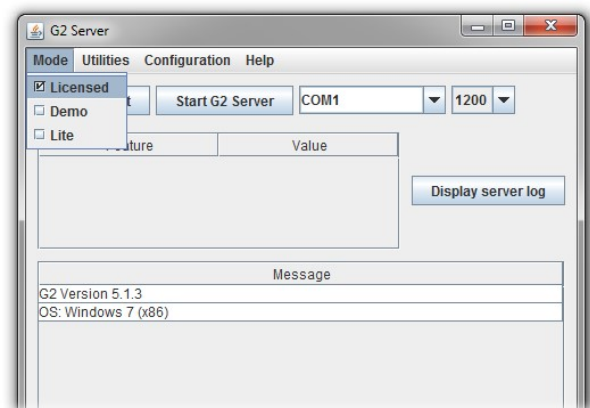 G2 Server
Mode Utilities Configuration Help
Licensed
Start G2 Server COM1 1200
Demo
Lite
Value
Display server log
Message
G2 Version 5.1.3
OS: Windows 7 (x86)